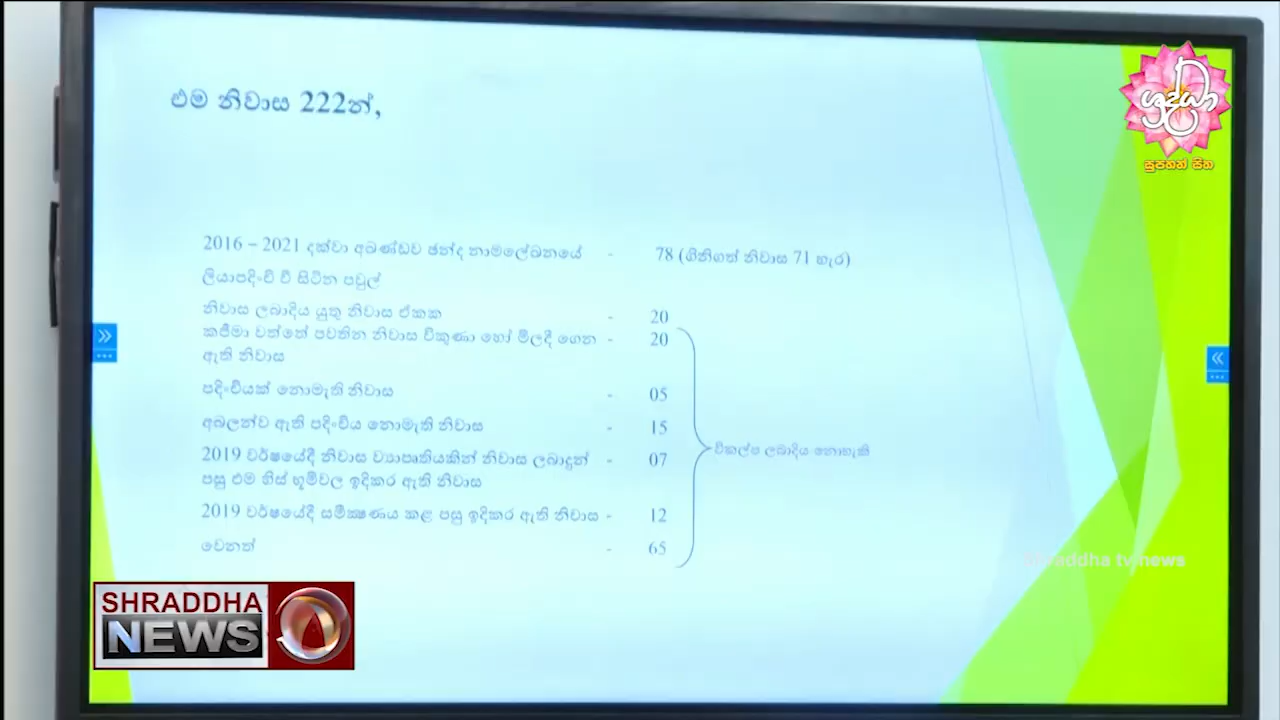 එම නිවාස 222න්,
ශ්‍රද්ධා
සුපහන් සිත
2016 – 2021 දක්වා අඛණ්ඩව ඡන්ද නාමලේඛනයේ - 78 (ගිනිගත් නිවාස 71 හැර)
ලියාපදිංචි වී සිටින පවුල්
නිවාස ලබාදිය යුතු නිවාස ඒකක - 20
කජිමා වත්තේ පවතින නිවාස විකුණා හෝ මිලදී ගෙන - 20
ඇති නිවාස
පදිංචියක් නොමැති නිවාස - 05
අබලන්ව ඇති පදිංචිය නොමැති නිවාස - 15
විකල්ප ලබාදිය නොහැකි
2019 වර්ෂයේදී නිවාස ව්‍යාපෘතියකින් නිවාස ලබාදුන් - 07
පසු එම හිස් භූමිවල ඉදිකර ඇති නිවාස
2019 වර්ෂයේදී සමීක්ෂණය කළ පසු ඉදිකර ඇති නිවාස - 12
වෙනත් - 65
Shraddha tv news
SHRADDHA
NEWS